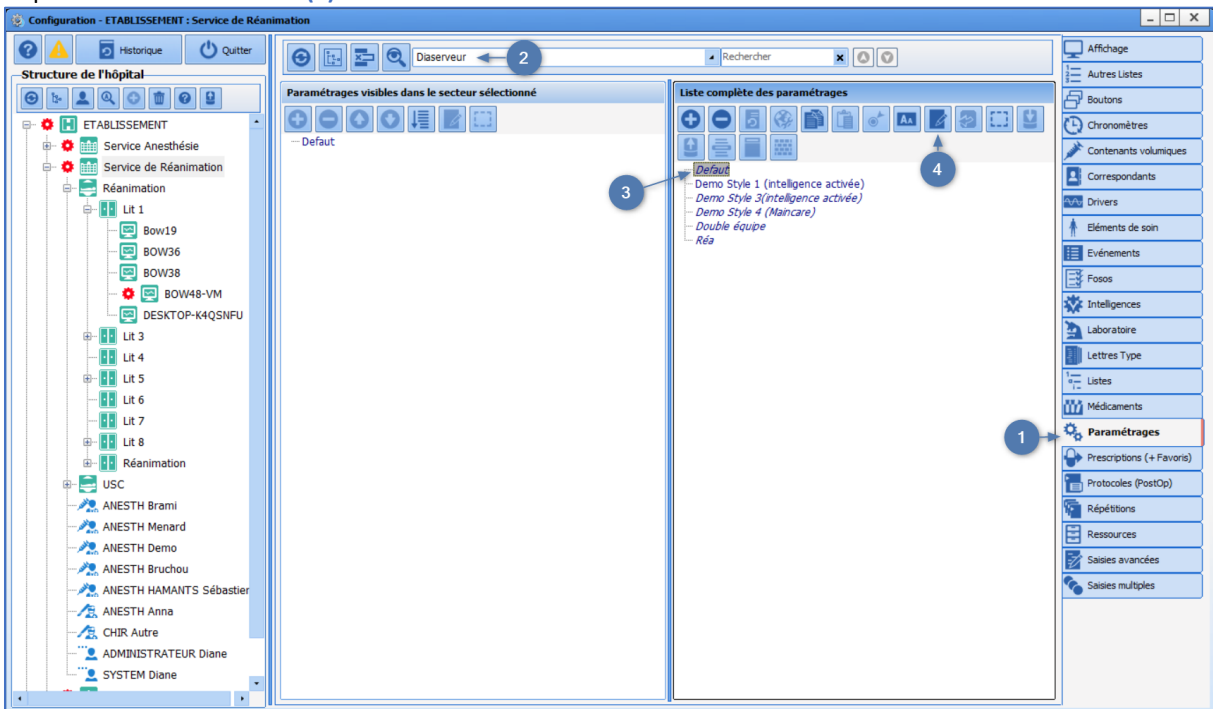 (3)
Configuration - ETABLISSEMENT : Service de Réanimation
Historique
Quitter
Structure de l'hôpital
ETABLISSEMENT
Service Anesthésie
Service de Réanimation
Réanimation
Lit 1
Bow19
BOW36
BOW38
BOW48-VM
DESKTOP-K4QSNFU
Lit 3
Lit 4
Lit 5
Lit 6
Lit 7
Lit 8
Réanimation
USC
ANESTH Brami
ANESTH Menard
ANESTH Demo
ANESTH Bruchou
ANESTH HAMANTS Sébastier
ANESTH Anna
CHIR Autre
ADMINISTRATEUR Diane
SYSTEM Diane
Diaserveur
2
Rechercher
Paramétrages visibles dans le secteur sélectionné
Defaut
Liste complète des paramétrages
4
3
Defaut
Demo Style 1 (intelligence activée)
Demo Style 3(intelligence activée)
Demo Style 4 (Maincare)
Double équipe
Réa
Affichage
Autres Listes
Boutons
Chronomètres
Contenants volumiques
Correspondants
Drivers
Eléments de soin
Evénements
Fosos
Intelligences
Laboratoire
Lettres Type
Listes
Médicaments
1
Paramétrages
Prescriptions (+ Favoris)
Protocoles (PostOp)
Répétitions
Ressources
Saisies avancées
Saisies multiples